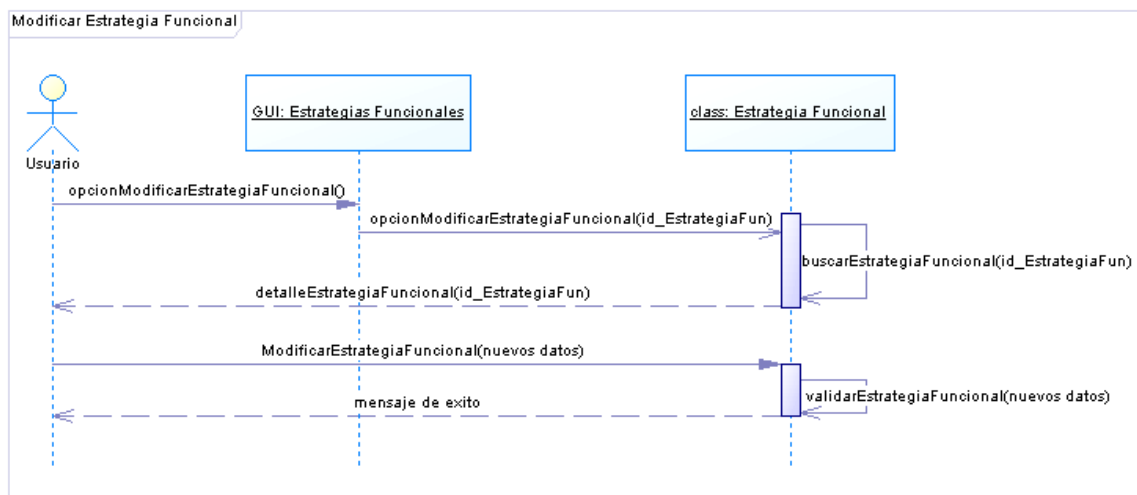 Modificar Estrategia Funcional
GUI: Estrategias Funcionales
class: Estrategia Funcional
Usuario
opcionModificarEstrategiaFuncional()
opcionModificarEstrategiaFuncional(id_EstrategiaFun)
buscarEstrategiaFuncional(id_EstrategiaFun)
detalleEstrategiaFuncional(id_EstrategiaFun)
ModificarEstrategiaFuncional(nuevos datos)
validarEstrategiaFuncional(nuevos datos)
mensaje de exito